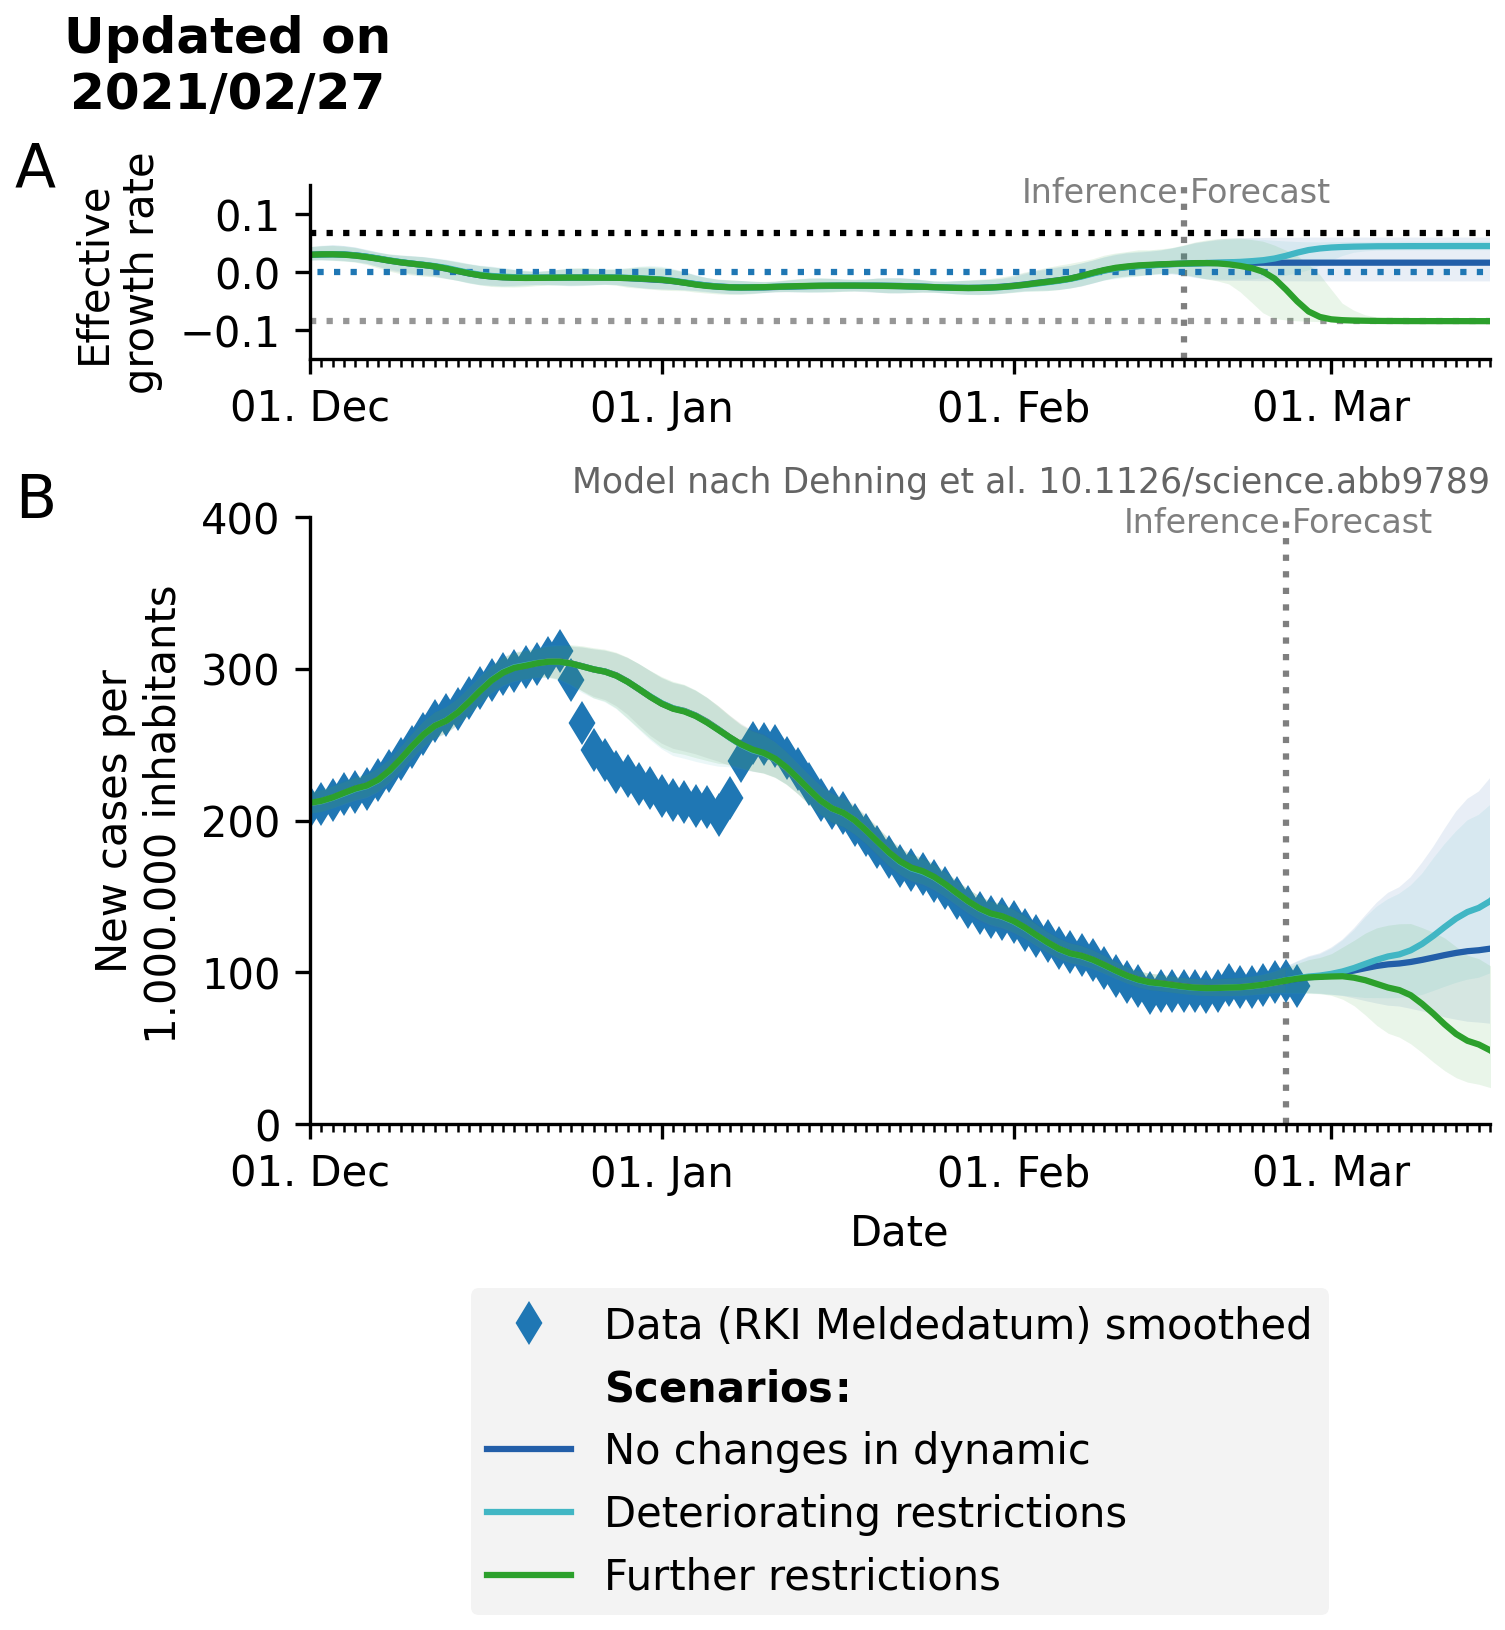 Updated on
2021/02/27
A
Effective
growth rate
Inference Forecast
0.1
0.0
−0.1
01. Dec
01. Jan
01. Feb
01. Mar
B
Model nach Dehning et al. 10.1126/science.abb9789
Inference Forecast
New cases per
1.000.000 inhabitants
400
300
200
100
0
01. Dec
01. Jan
01. Feb
01. Mar
Date
Data (RKI Meldedatum) smoothed
Scenarios:
No changes in dynamic
Deteriorating restrictions
Further restrictions